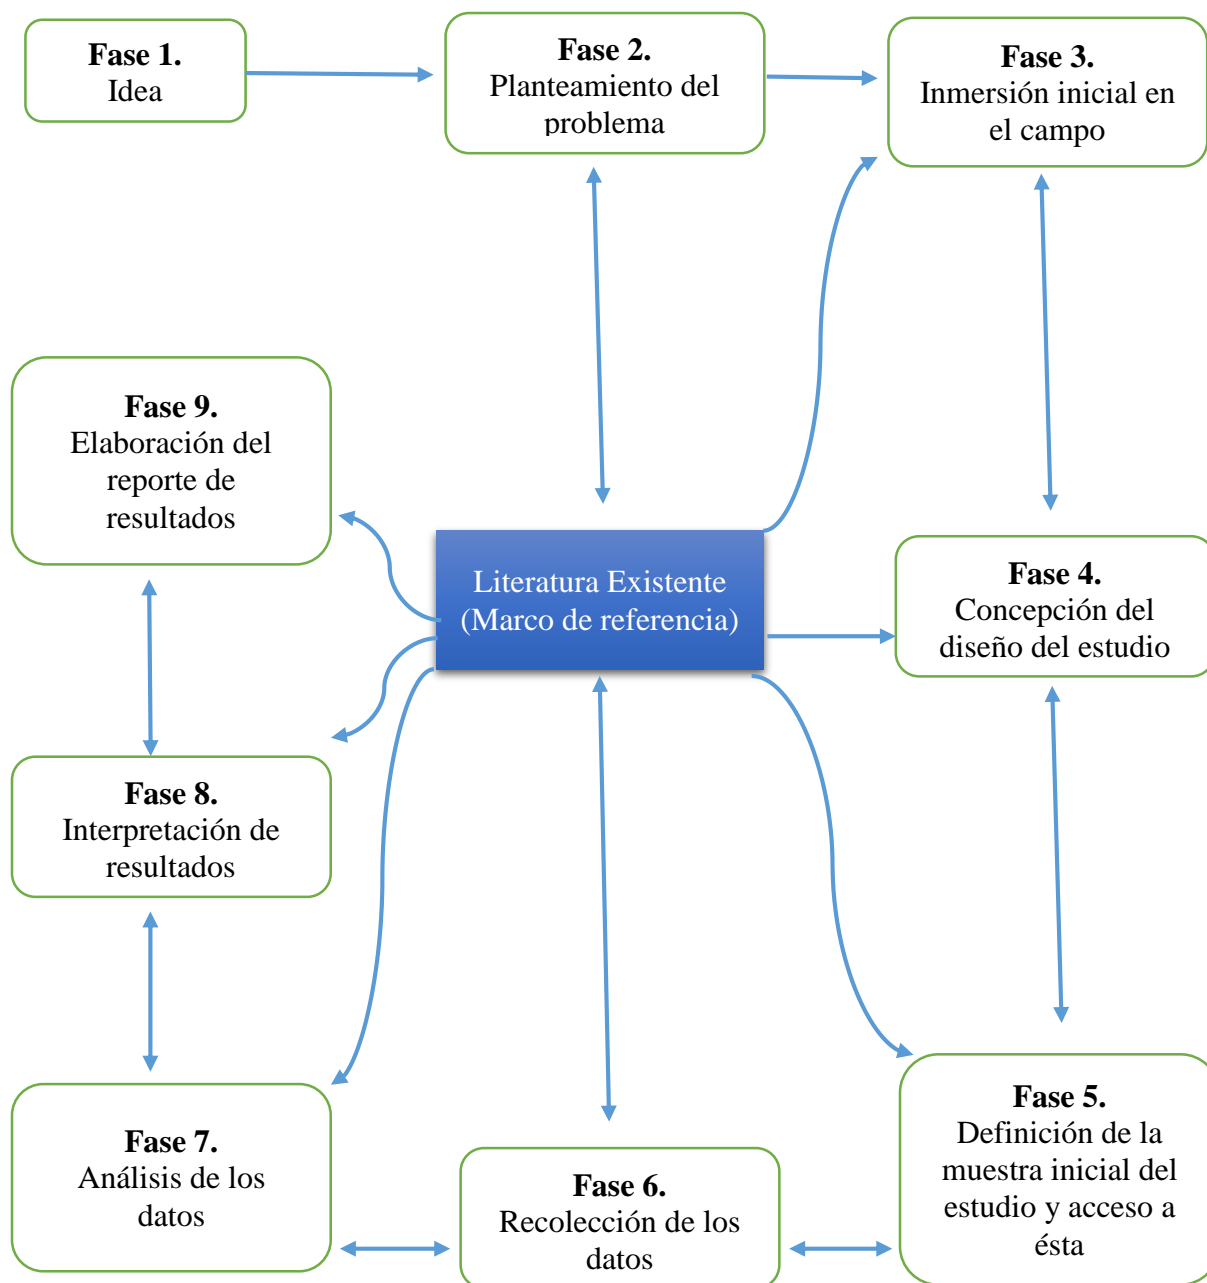 Fase 1.
Idea
Fase 2.
Planteamiento del
problema
Fase 3.
Inmersión inicial en
el campo
Fase 9.
Elaboración del
reporte de
resultados
Literatura Existente
(Marco de referencia)
Fase 4.
Concepción del
diseño del estudio
Fase 8.
Interpretación de
resultados
Fase 7.
Análisis de los
datos
Fase 6.
Recolección de los
datos
Fase 5.
Definición de la
muestra inicial del
estudio y acceso a
ésta